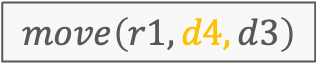 move(r1, d4, d3)